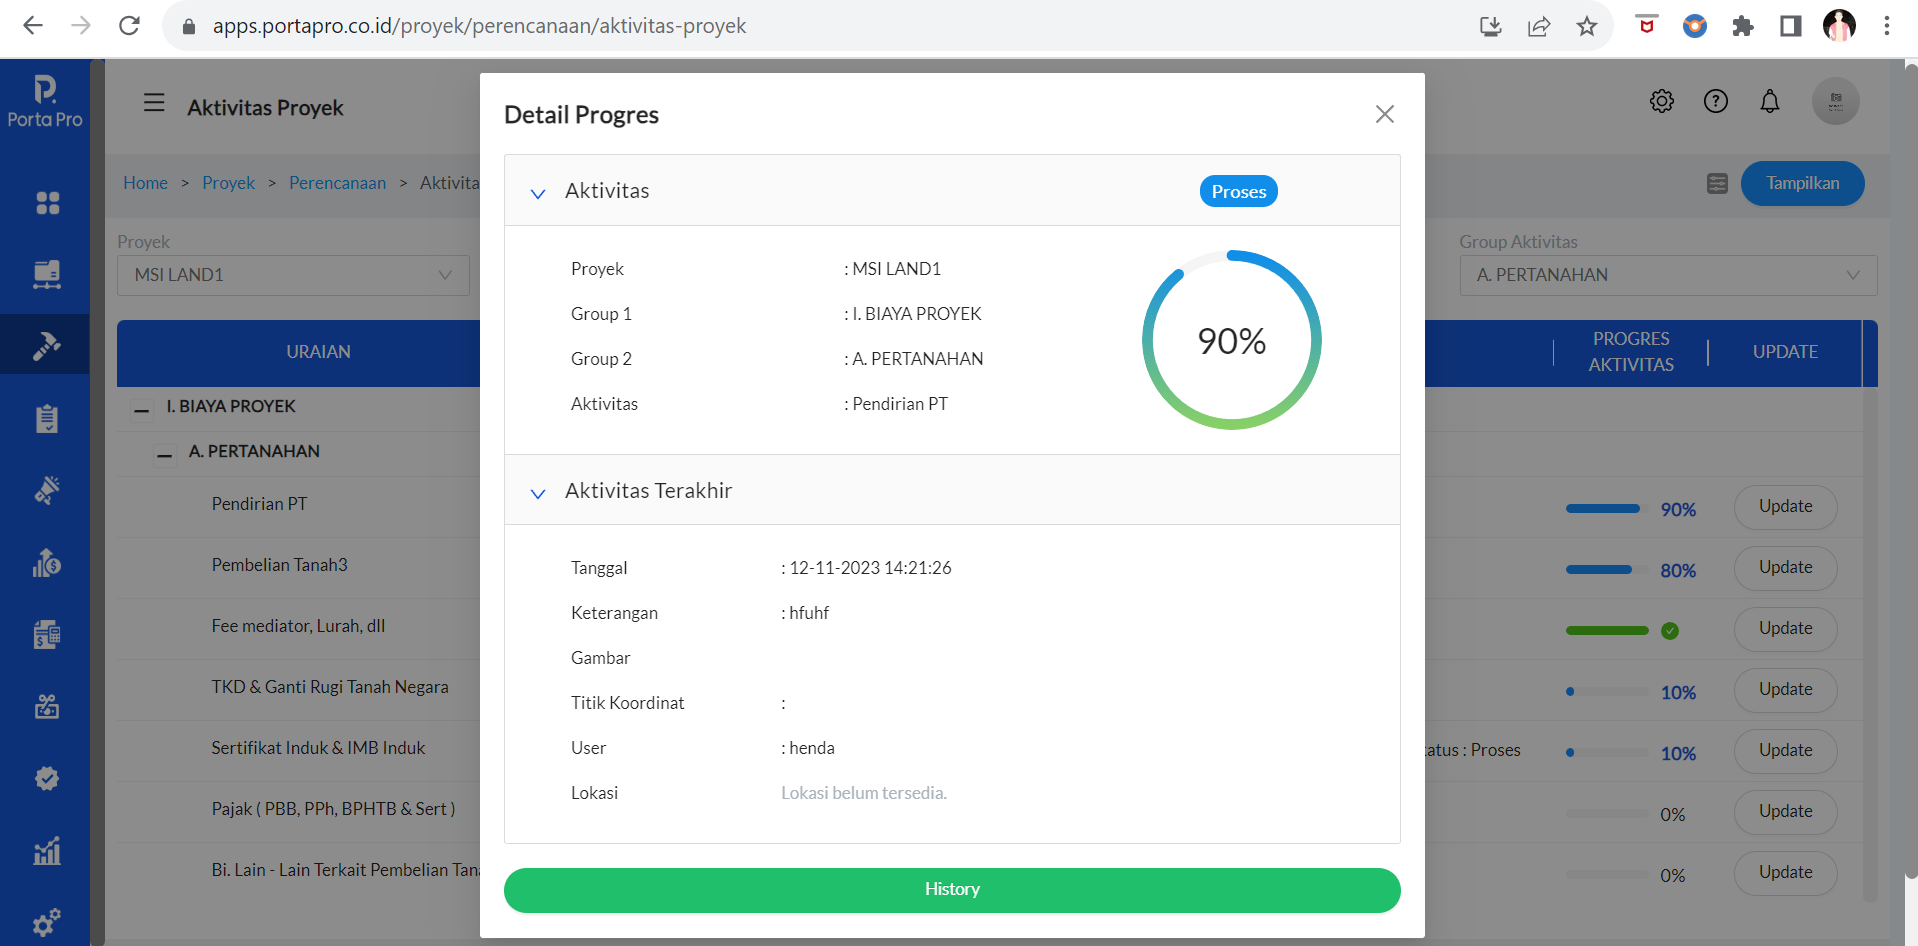 apps.portapro.co.id/proyek/perencanaan/aktivitas-proyek
Porta Pro
Aktivitas Proyek
Home > Proyek > Perencanaan > Aktivita
Tampilkan
Proyek
MSI LAND1
Group Aktivitas
A. PERTANAHAN
URAIAN
PROGRES
AKTIVITAS
UPDATE
I. BIAYA PROYEK
A. PERTANAHAN
Pendirian PT
90%
Update
Pembelian Tanah3
80%
Update
Fee mediator, Lurah, dll
Update
TKD & Ganti Rugi Tanah Negara
10%
Update
Sertifikat Induk & IMB Induk
atus : Proses
10%
Update
Pajak ( PBB, PPh, BPHTB & Sert )
0%
Update
Bi. Lain - Lain Terkait Pembelian Tan
0%
Update
Detail Progres
Aktivitas
Proses
Proyek : MSI LAND1
Group 1 : I. BIAYA PROYEK
Group 2 : A. PERTANAHAN
Aktivitas : Pendirian PT
90%
Aktivitas Terakhir
Tanggal : 12-11-2023 14:21:26
Keterangan : hfuhf
Gambar
Titik Koordinat :
User : henda
Lokasi Lokasi belum tersedia.
History